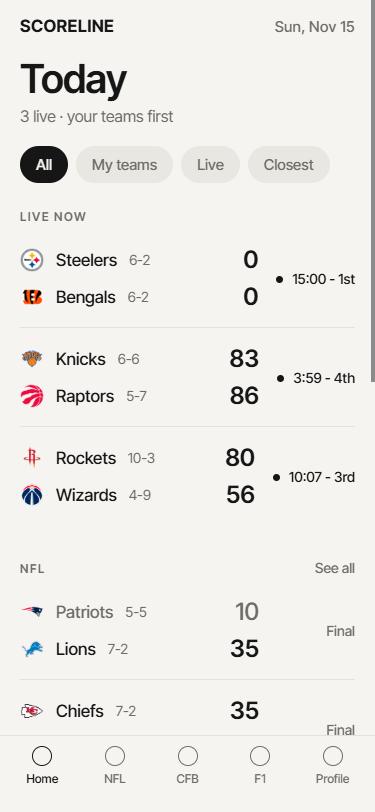 SCORELINE Sun, Nov 15
Today
3 live · your teams first
All My teams Live Closest
LIVE NOW
Steelers 6-2 0
15:00 - 1st
Bengals 6-2 0
Knicks 6-6 83
3:59 - 4th
Raptors 5-7 86
Rockets 10-3 80
10:07 - 3rd
Wizards 4-9 56
NFL See all
Patriots 5-5 10
Final
Lions 7-2 35
Chiefs 7-2 35
Final
Home NFL CFB F1 Profile